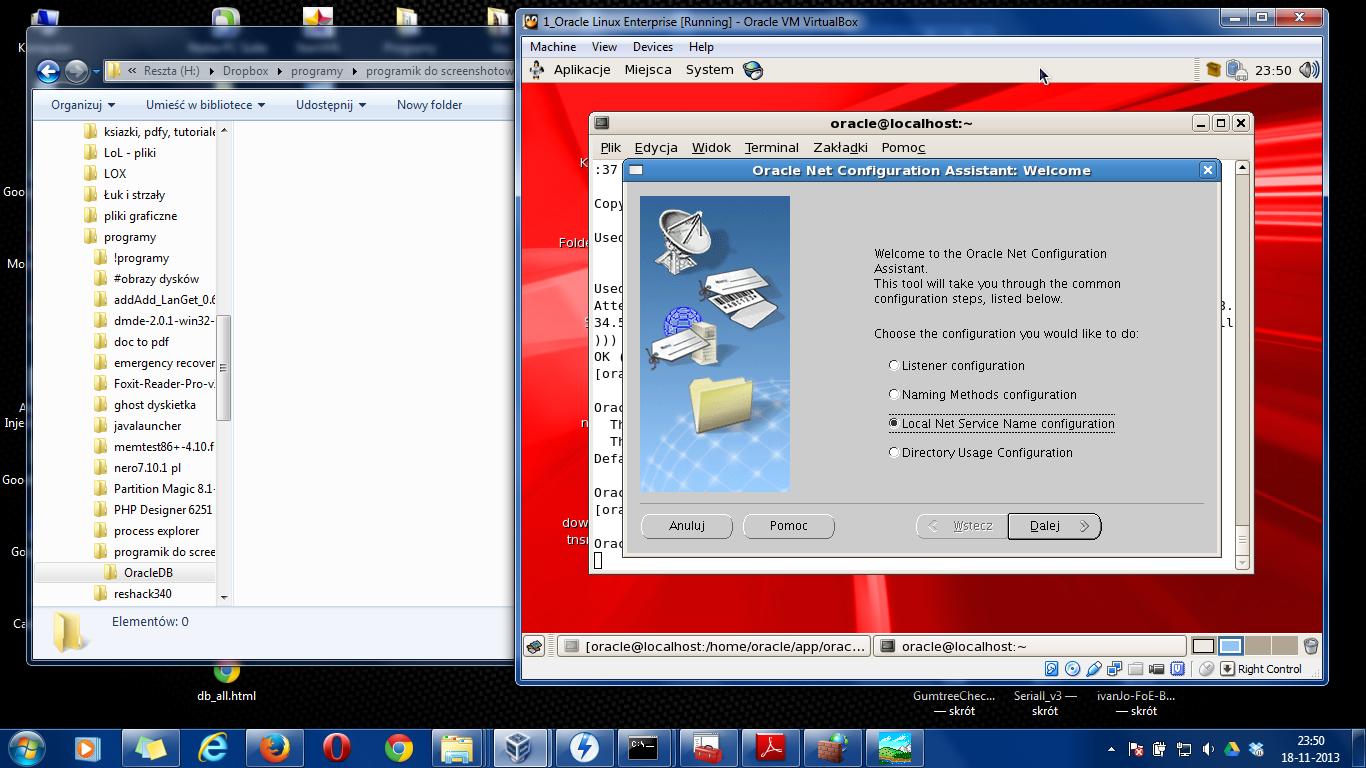 1_Oracle Linux Enterprise [Running] - Oracle VM VirtualBox
Machine View Devices Help
Aplikacje Miejsca System
23:50
« Reszta (H:) Dropbox programy programik do screenshotow
Organizuj Umieść w bibliotece Udostępnij Nowy folder
ksiazki, pdfy, tutoriale
LoL - pliki
LOX
Łuk i strzały
pliki graficzne
programy
!programy
#obrazy dysków
addAdd_LanGet_0.6
dmde-2.0.1-win32-
doc to pdf
emergency recover
Foxit-Reader-Pro-v.
ghost dyskietka
javalauncher
memtest86+-4.10.f
nero7.10.1 pl
Partition Magic 8.1-
PHP Designer 6251
process explorer
programik do scree
OracleDB
reshack340
Elementów: 0
oracle@localhost:~
Plik Edycja Widok Terminal Zakładki Pomoc
:37
Copy
Used
Used
Atte
34.5
)))
OK (
[ora
Orac
Th
Th
Defa
Orac
[ora
Orac
Oracle Net Configuration Assistant: Welcome
Welcome to the Oracle Net Configuration
Assistant.
This tool will take you through the common
configuration steps, listed below.
Choose the configuration you would like to do:
Listener configuration
Naming Methods configuration
Local Net Service Name configuration
Directory Usage Configuration
Anuluj Pomoc Wstecz Dalej
Folde
dow
tnsn
[oracle@localhost:/home/oracle/app/orac...
oracle@localhost:~
Right Control
Goo
Mo
Inje
Goo
Go
Ca
db_all.html
GumtreeChec...
— skrót
Seriall_v3 —
skrót
ivanJo-FoE-B...
— skrót
23:50
18-11-2013